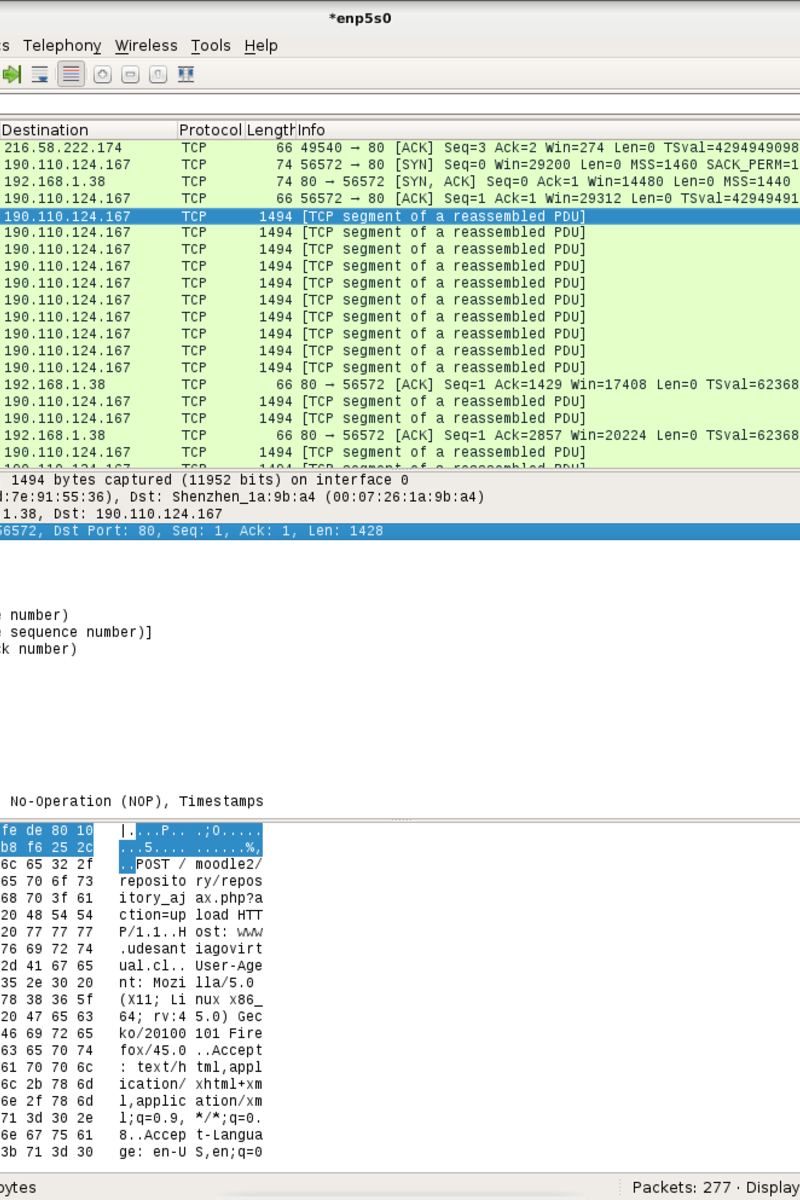 *enp5s0
cs Telephony Wireless Tools Help
Destination Protocol Length Info
216.58.222.174 TCP 66 49540 → 80 [ACK] Seq=3 Ack=2 Win=274 Len=0 TSval=4294949098
190.110.124.167 TCP 74 56572 → 80 [SYN] Seq=0 Win=29200 Len=0 MSS=1460 SACK_PERM=1
192.168.1.38 TCP 74 80 → 56572 [SYN, ACK] Seq=0 Ack=1 Win=14480 Len=0 MSS=1440
190.110.124.167 TCP 66 56572 → 80 [ACK] Seq=1 Ack=1 Win=29312 Len=0 TSval=42949491
190.110.124.167 TCP 1494 [TCP segment of a reassembled PDU]
190.110.124.167 TCP 1494 [TCP segment of a reassembled PDU]
190.110.124.167 TCP 1494 [TCP segment of a reassembled PDU]
190.110.124.167 TCP 1494 [TCP segment of a reassembled PDU]
190.110.124.167 TCP 1494 [TCP segment of a reassembled PDU]
190.110.124.167 TCP 1494 [TCP segment of a reassembled PDU]
190.110.124.167 TCP 1494 [TCP segment of a reassembled PDU]
190.110.124.167 TCP 1494 [TCP segment of a reassembled PDU]
190.110.124.167 TCP 1494 [TCP segment of a reassembled PDU]
190.110.124.167 TCP 1494 [TCP segment of a reassembled PDU]
192.168.1.38 TCP 66 80 → 56572 [ACK] Seq=1 Ack=1429 Win=17408 Len=0 TSval=62368
190.110.124.167 TCP 1494 [TCP segment of a reassembled PDU]
190.110.124.167 TCP 1494 [TCP segment of a reassembled PDU]
192.168.1.38 TCP 66 80 → 56572 [ACK] Seq=1 Ack=2857 Win=20224 Len=0 TSval=62368
190.110.124.167 TCP 1494 [TCP segment of a reassembled PDU]
190.110.124.167 TCP 1494 [TCP segment of a reassembled PDU]
, 1494 bytes captured (11952 bits) on interface 0
d:7e:91:55:36), Dst: Shenzhen_1a:9b:a4 (00:07:26:1a:9b:a4)
1.38, Dst: 190.110.124.167
56572, Dst Port: 80, Seq: 1, Ack: 1, Len: 1428
e number)
e sequence number)]
ck number)
, No-Operation (NOP), Timestamps
fe de 80 10 |....P.. .;O.....
b8 f6 25 2c ...5.... ......%,
6c 65 32 2f ..POST / moodle2/
65 70 6f 73 reposito ry/repos
68 70 3f 61 itory_aj ax.php?a
20 48 54 54 ction=up load HTT
20 77 77 77 P/1.1..H ost: www
76 69 72 74 .udesant iagovirt
2d 41 67 65 ual.cl.. User-Age
35 2e 30 20 nt: Mozi lla/5.0
78 38 36 5f (X11; Li nux x86_
20 47 65 63 64; rv:4 5.0) Gec
46 69 72 65 ko/20100 101 Fire
63 65 70 74 fox/45.0 ..Accept
61 70 70 6c : text/h tml,appl
6c 2b 78 6d ication/ xhtml+xm
6e 2f 78 6d l,applic ation/xm
71 3d 30 2e l;q=0.9, */*;q=0.
6e 67 75 61 8..Accep t-Langua
3b 71 3d 30 ge: en-U S,en;q=0
bytes Packets: 277 · Display